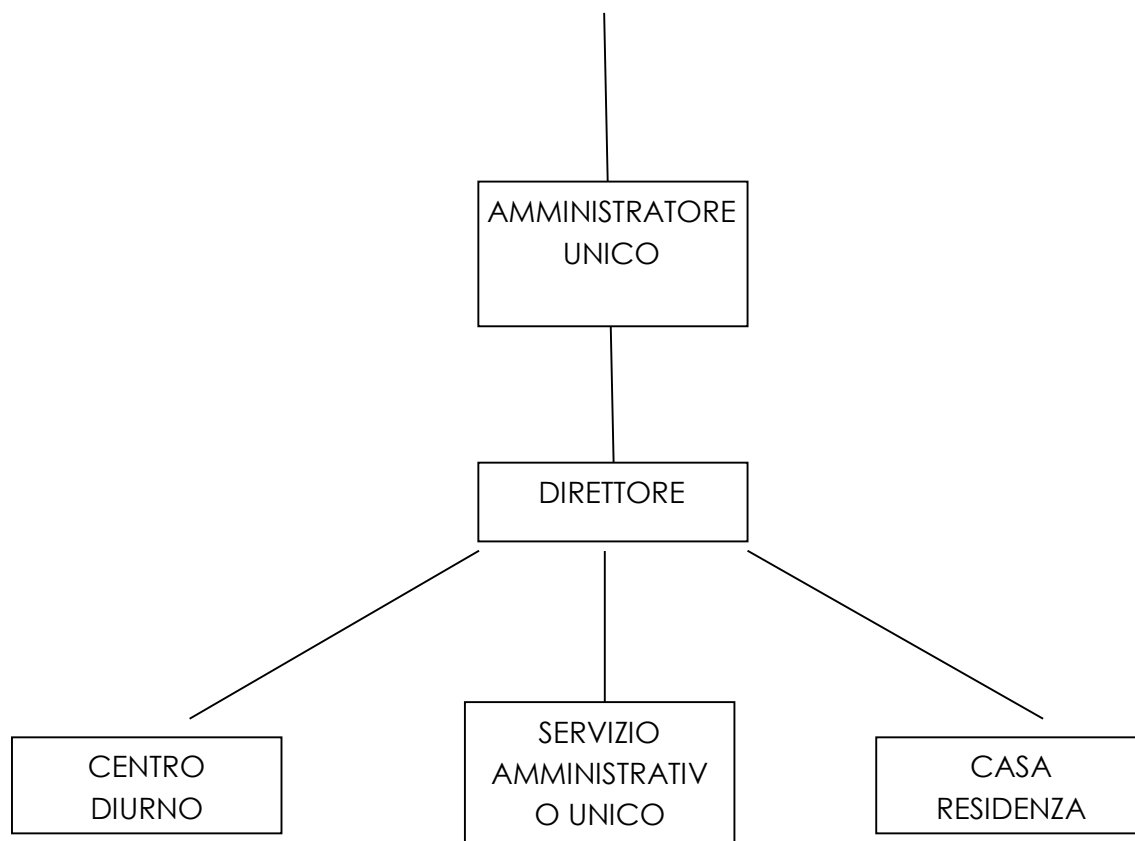 AMMINISTRATORE
UNICO
DIRETTORE
CENTRO
DIURNO
SERVIZIO
AMMINISTRATIV
O UNICO
CASA
RESIDENZA